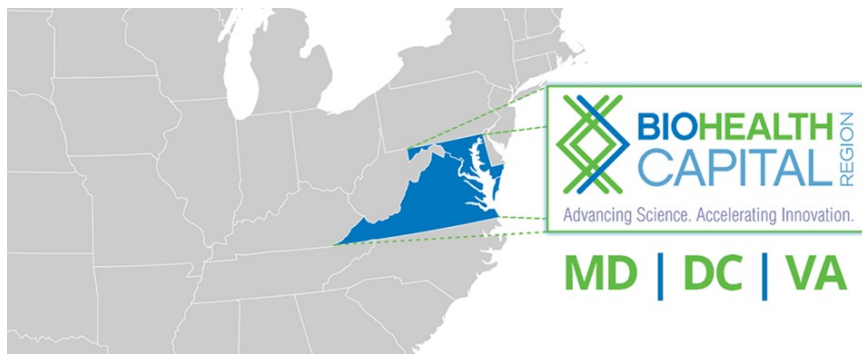 BIOHEALTH
CAPITAL
REGION
Advancing Science. Accelerating Innovation.
MD | DC | VA